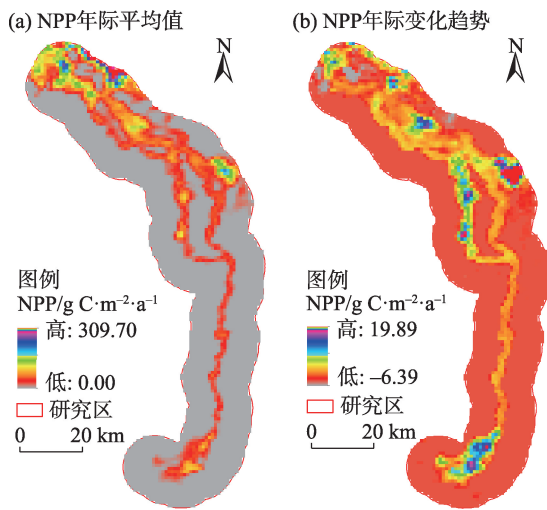 (a) NPP年际平均值
N
图例
NPP/g C·m⁻²·a⁻¹
高: 309.70
低: 0.00
研究区
0 20 km
(b) NPP年际变化趋势
N
图例
NPP/g C·m⁻²·a⁻¹
高: 19.89
低: –6.39
研究区
0 20 km